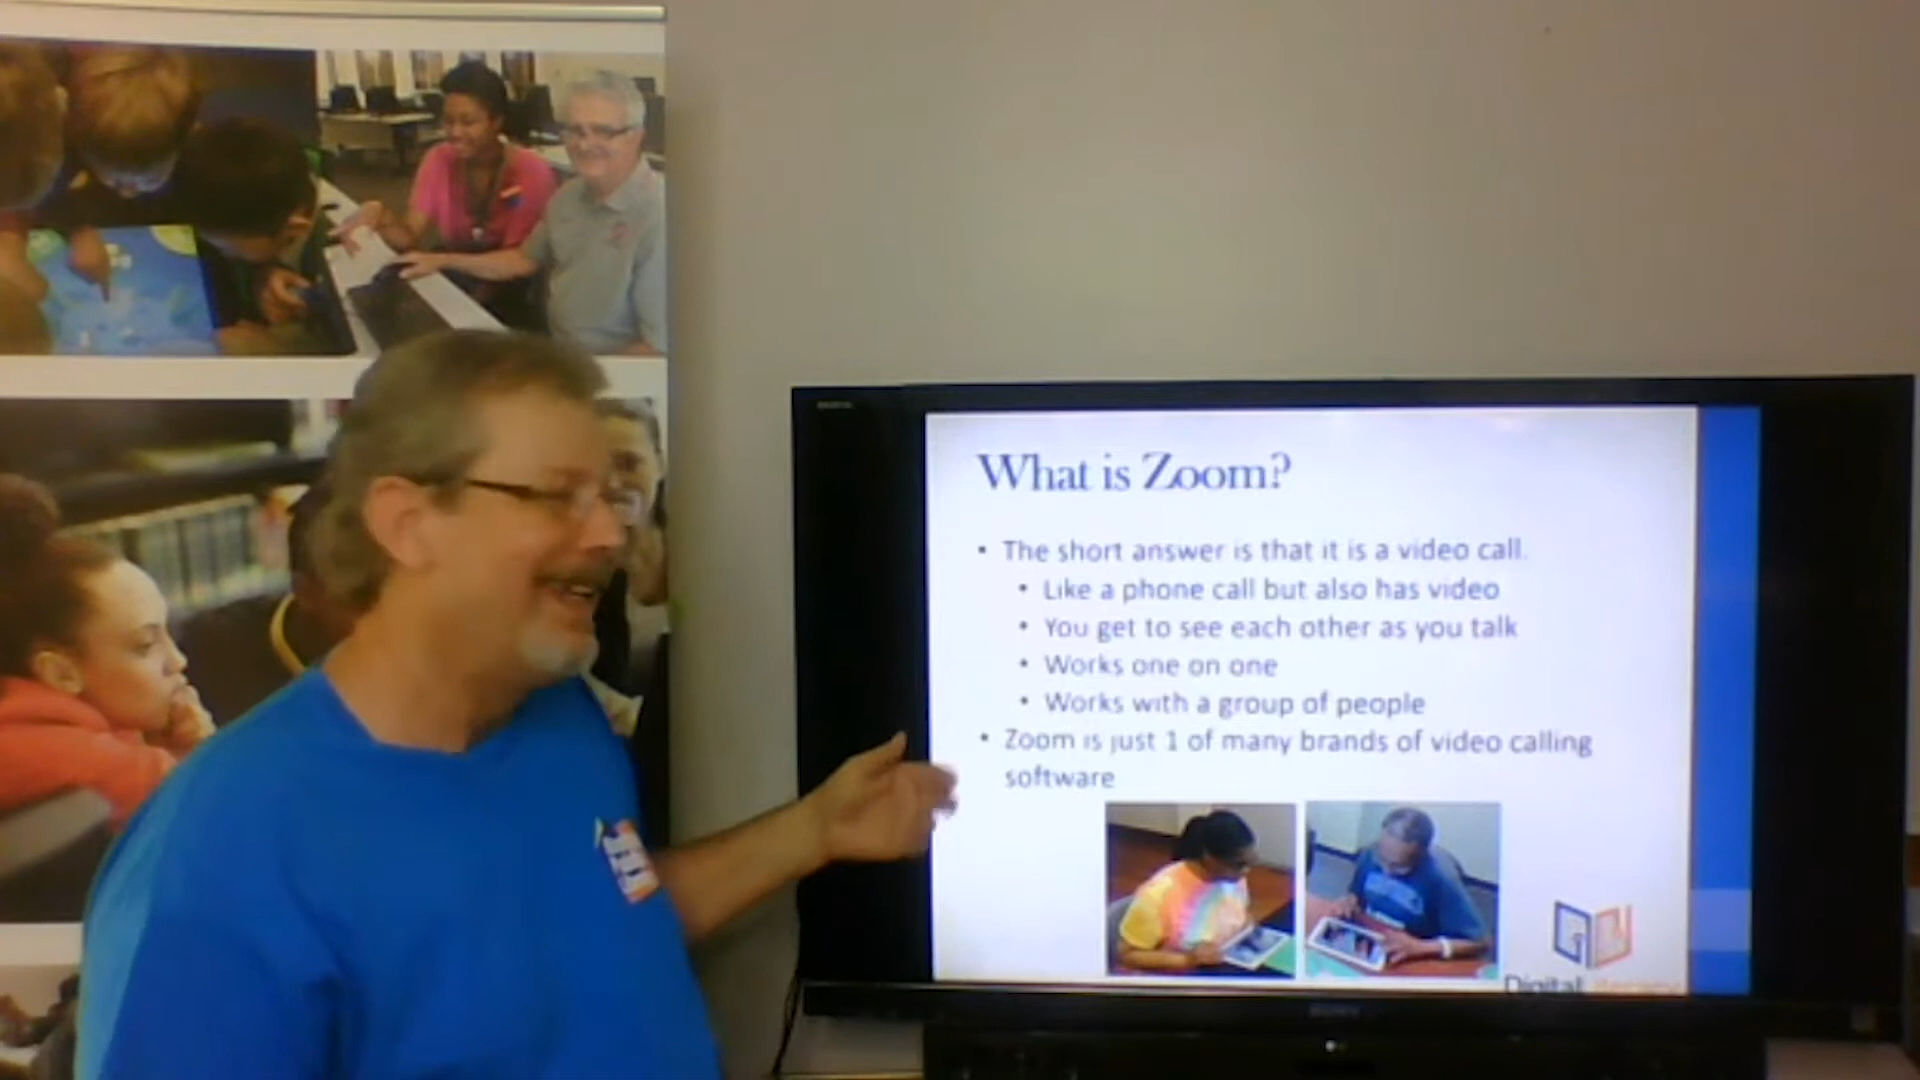 What is Zoom?
• The short answer is that it is a video call.
• Like a phone call but also has video
• You get to see each other as you talk
• Works one on one
• Works with a group of people
• Zoom is just 1 of many brands of video calling
software
Digital Literacy
SONY